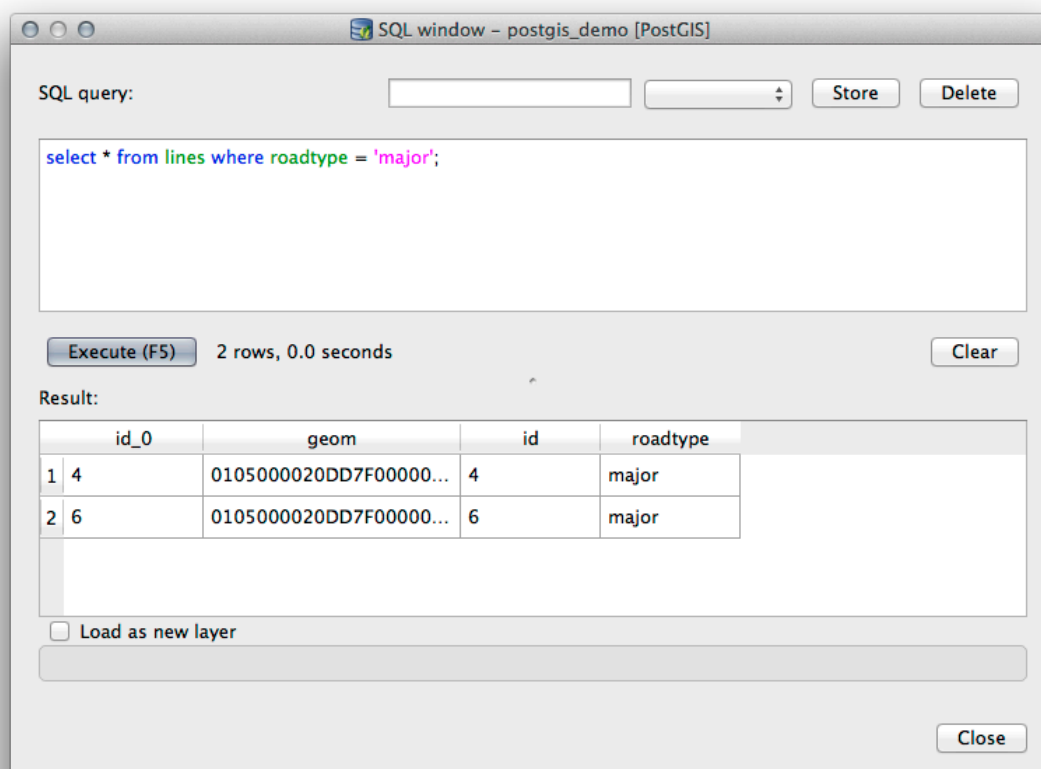 SQL window – postgis_demo [PostGIS]
SQL query: Store Delete
select * from lines where roadtype = 'major';
Execute (F5) 2 rows, 0.0 seconds Clear
Result:
id_0 geom id roadtype
1 4 0105000020DD7F00000... 4 major
2 6 0105000020DD7F00000... 6 major
Load as new layer
Close